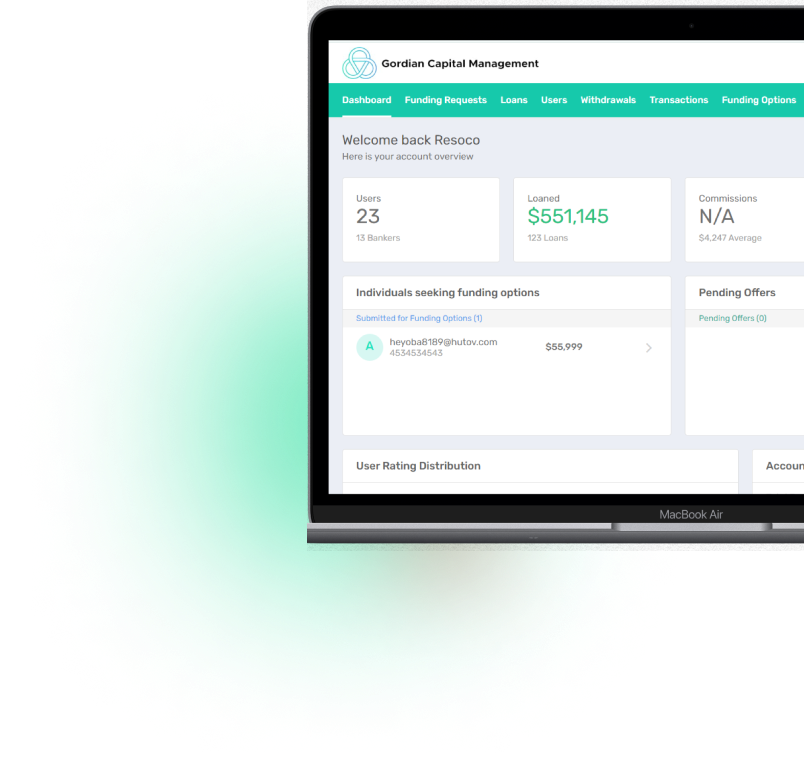 Gordian Capital Management
Dashboard Funding Requests Loans Users Withdrawals Transactions Funding Options
Welcome back Resoco
Here is your account overview
Users
23
13 Bankers
Loaned
$551,145
123 Loans
Commissions
N/A
$4,247 Average
Individuals seeking funding options
Submitted for Funding Options (1)
A
heyoba8189@hutov.com
4534534543
$55,999
Pending Offers
Pending Offers (0)
User Rating Distribution
Accoun
MacBook Air